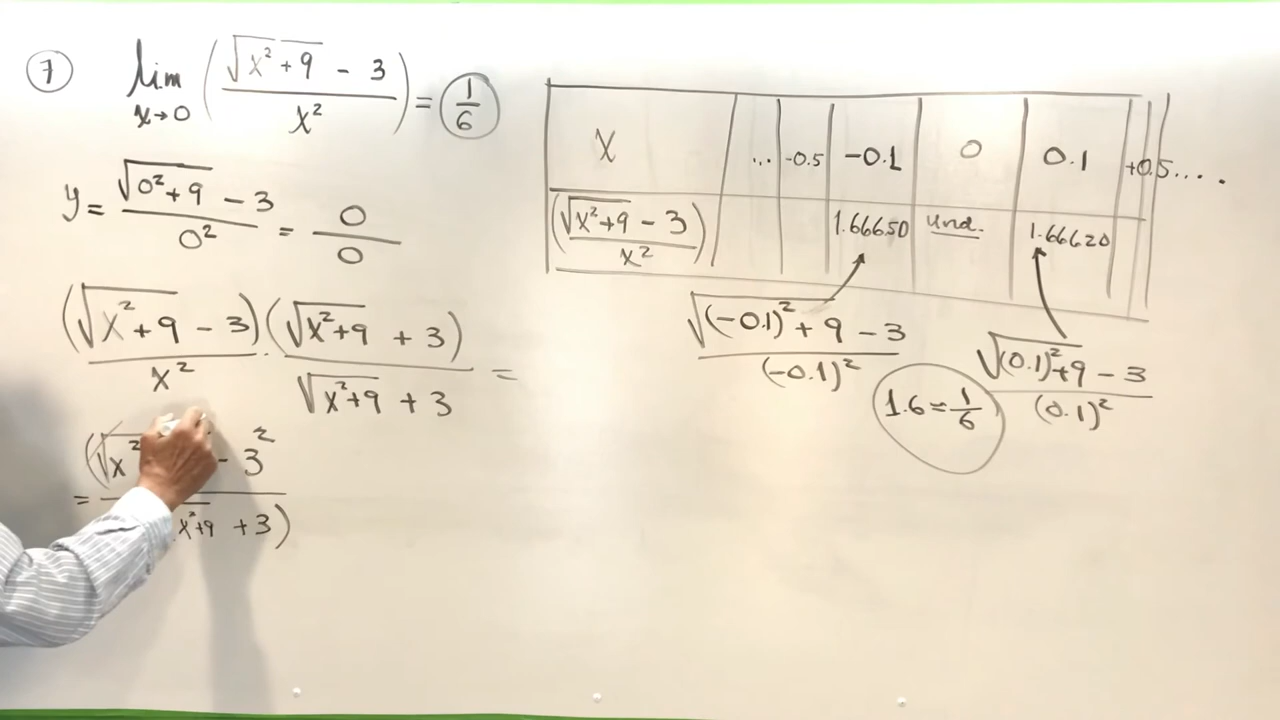 7
lim x→0 ( (√(x²+9) - 3) / x² ) = 1/6
y = (√(0²+9) - 3) / 0² = 0/0
(√(x²+9) - 3) / x² · (√(x²+9) + 3) / (√(x²+9) + 3) =
= (√x² - 3² / x²+9 + 3)
x ... -0.5 -0.1 0 0.1 +0.5....
( (√(x²+9) - 3) / x² ) 1.66650 und. 1.66620
(√((-0.1)² + 9) - 3) / (-0.1)²
(√((0.1)²+9) - 3) / (0.1)²
1.6 = 1/6